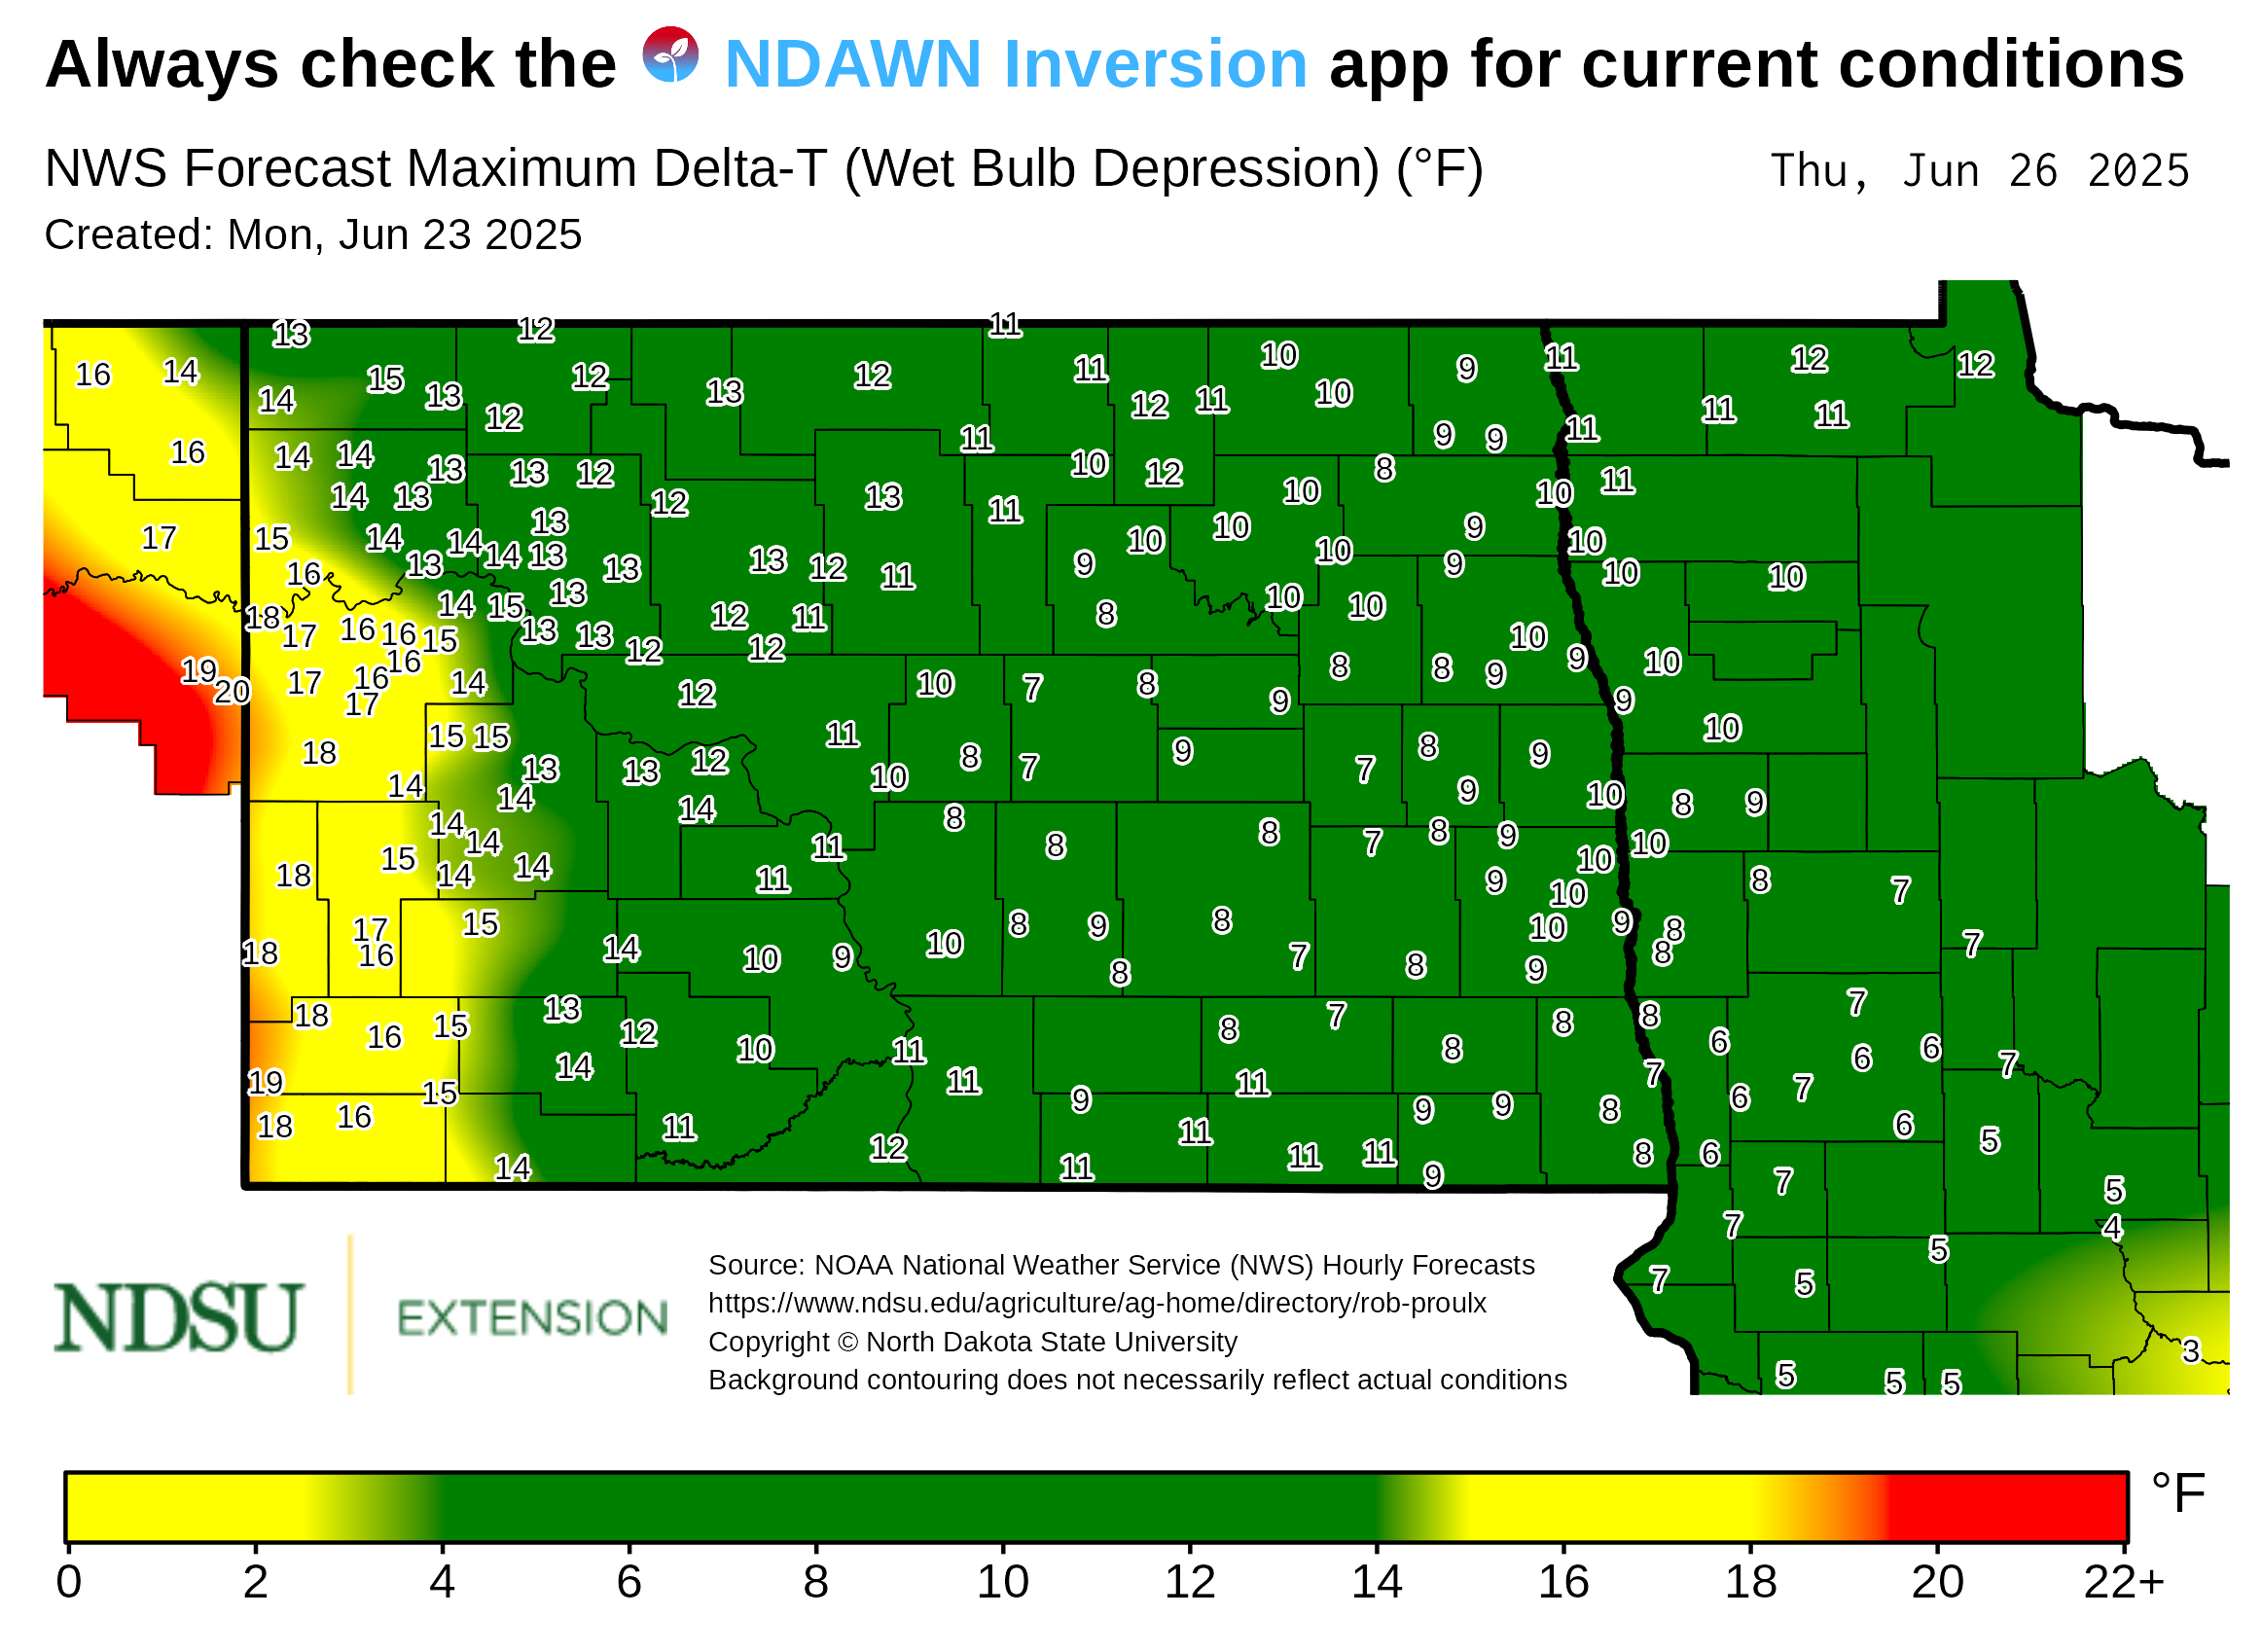 Always check the NDAWN Inversion app for current conditions
NWS Forecast Maximum Delta-T (Wet Bulb Depression) (°F)
Thu, Jun 26 2025
Created: Mon, Jun 23 2025
13 12 11
16 14 15 13 12 13 12 11 10 9 11 12 12
14 12 12 11 10 11 11
16 14 14 13 13 12 11 10 12 9 9 11 8
14 13 12 13 11 10 10 11
17 15 14 13 14 14 13 10 10 9 10
16 13 13 13 12 11 9 10 9 10 10
18 14 15 13 12 11 8 10 10
17 16 16 15 13 13 12 12 10 9 10
19 20 17 16 16 17 14 12 10 7 8 9 8 8 9 9
18 15 15 11 9 8 9 10
14 13 14 13 12 14 10 8 7 7 9 10 8 9
14 14 11 8 8 8 7 8 9 10
18 15 14 14 11 9 10 8 7
17 15 10 8 9 8 10 9 8
18 16 14 10 9 10 8 7 8 9 8 7
18 13 8 7 8 8 7
16 15 12 10 11 8 6 6 6 7
19 14 11 11 7 7
18 16 15 11 9 9 9 8 6 6
14 12 11 11 11 11 9 8 6 5
7 5
7 4
7 5 5
3
5 5 5
NDSU EXTENSION
Source: NOAA National Weather Service (NWS) Hourly Forecasts
https://www.ndsu.edu/agriculture/ag-home/directory/rob-proulx
Copyright © North Dakota State University
Background contouring does not necessarily reflect actual conditions
°F
0 2 4 6 8 10 12 14 16 18 20 22+